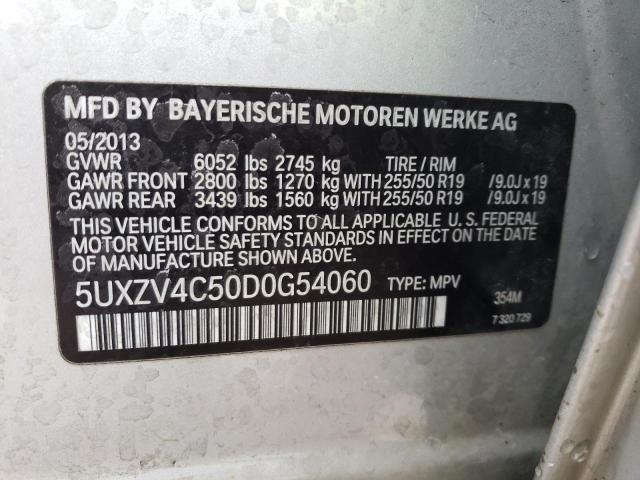 MFD BY BAYERISCHE MOTOREN WERKE AG
05/2013
GVWR 6052 lbs 2745 kg TIRE / RIM
GAWR FRONT 2800 lbs 1270 kg WITH 255/50 R19 /9.0J x 19
GAWR REAR 3439 lbs 1560 kg WITH 255/50 R19 /9.0J x 19
THIS VEHICLE CONFORMS TO ALL APPLICABLE U.S. FEDERAL
MOTOR VEHICLE SAFETY STANDARDS IN EFFECT ON THE DATE
OF MANUFACTURE SHOWN ABOVE.
5UXZV4C50D0G54060 TYPE: MPV 354M
7 320 729